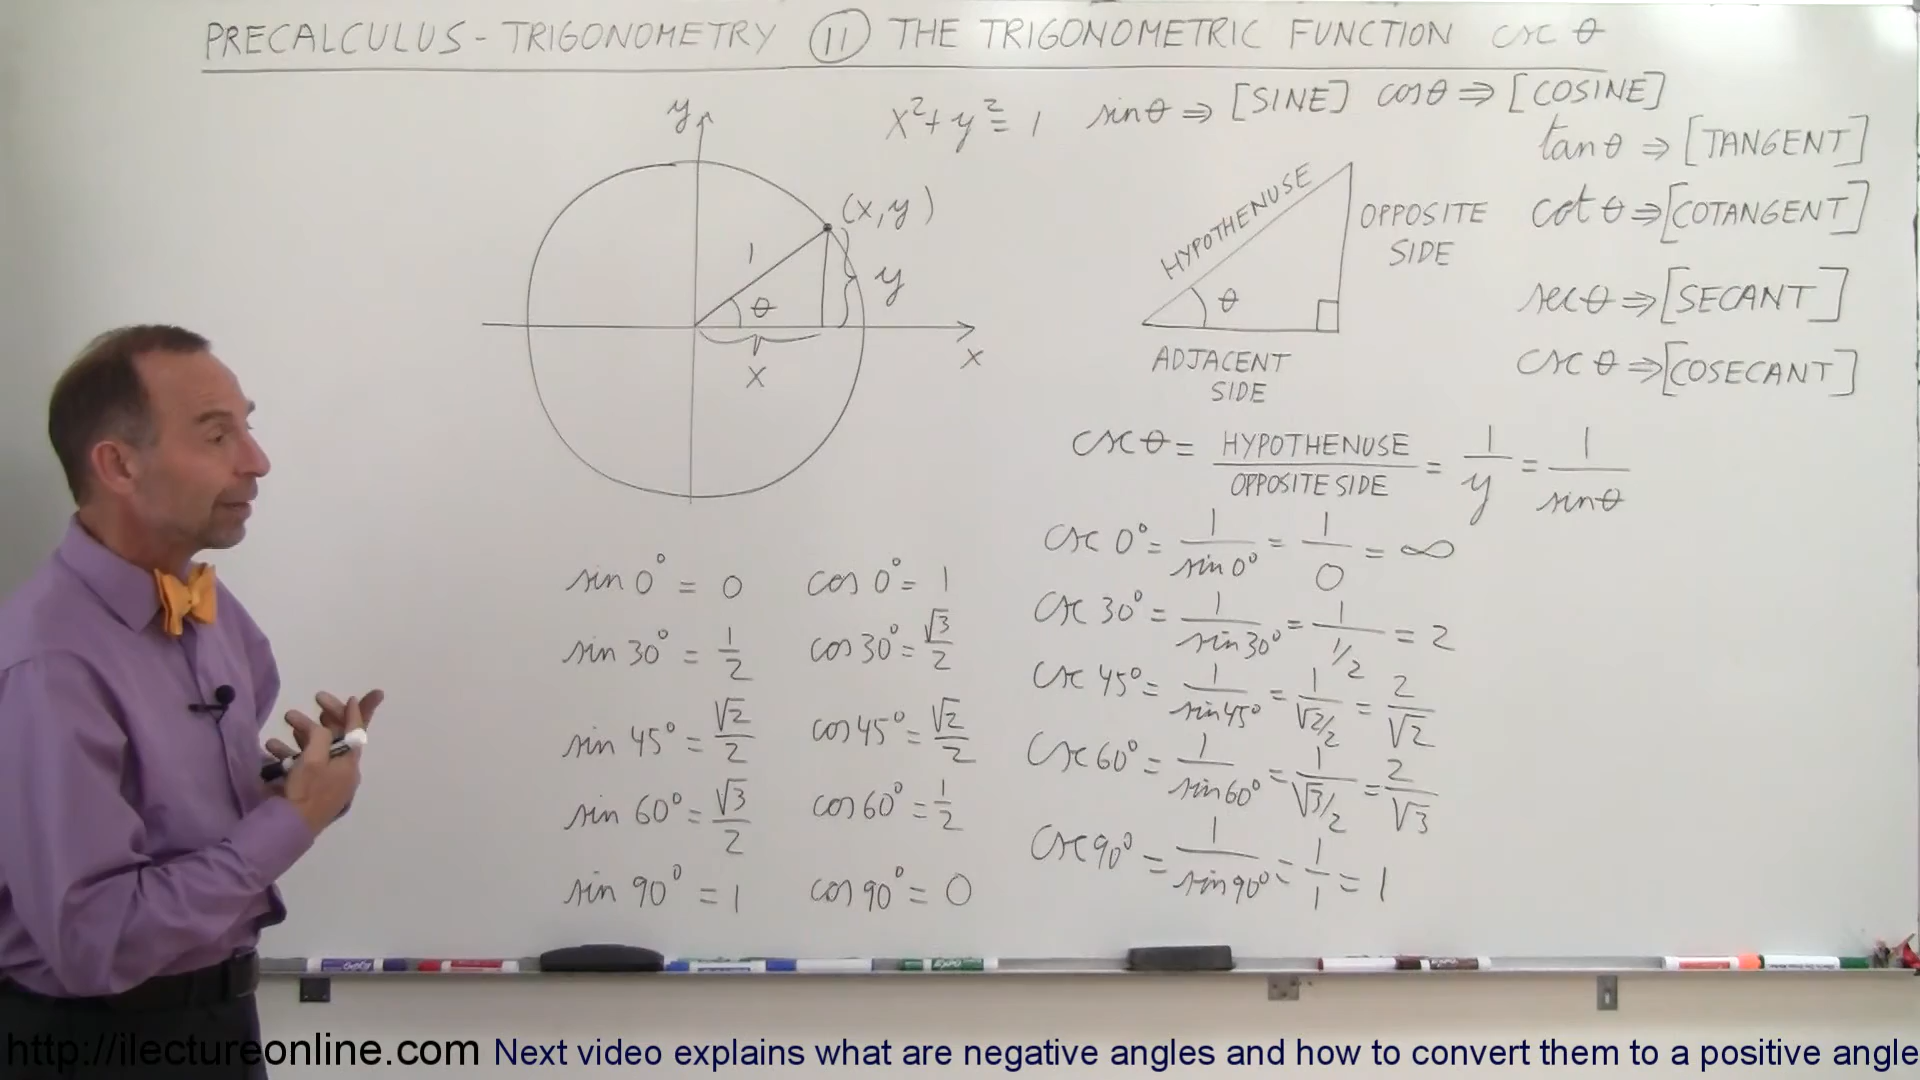 PRECALCULUS - TRIGONOMETRY 11 THE TRIGONOMETRIC FUNCTION csc θ
x² + y² = 1
sin θ ⇒ [SINE] cos θ ⇒ [COSINE]
tan θ ⇒ [TANGENT]
cot θ ⇒ [COTANGENT]
sec θ ⇒ [SECANT]
csc θ ⇒ [COSECANT]
y
(x, y)
1
θ
y
x
x
HYPOTHENUSE
OPPOSITE
SIDE
θ
ADJACENT
SIDE
csc θ = HYPOTHENUSE / OPPOSITE SIDE = 1/y = 1/sin θ
sin 0° = 0
sin 30° = 1/2
sin 45° = √2/2
sin 60° = √3/2
sin 90° = 1
cos 0° = 1
cos 30° = √3/2
cos 45° = √2/2
cos 60° = 1/2
cos 90° = 0
csc 0° = 1/sin 0° = 1/0 = ∞
csc 30° = 1/sin 30° = 1/(1/2) = 2
csc 45° = 1/sin 45° = 1/(√2/2) = 2/√2
csc 60° = 1/sin 60° = 1/(√3/2) = 2/√3
csc 90° = 1/sin 90° = 1/1 = 1
http://ilectureonline.com Next video explains what are negative angles and how to convert them to a positive angle